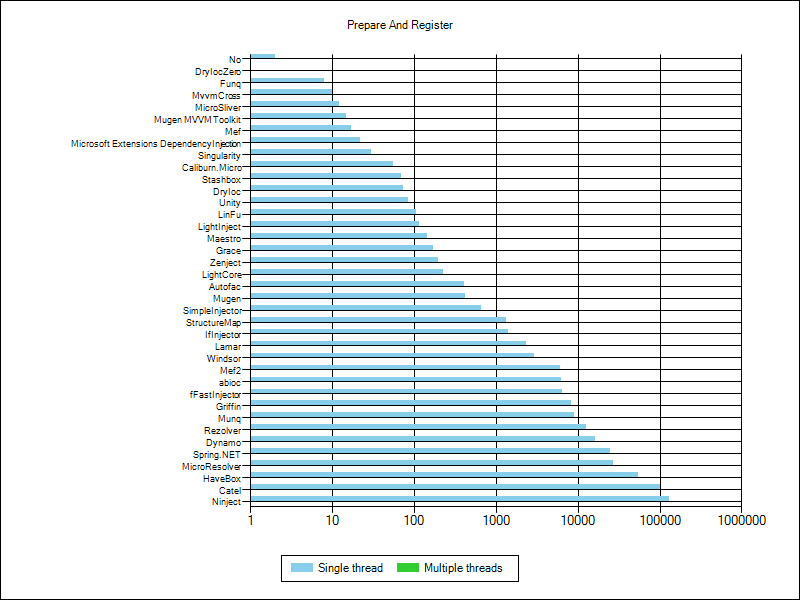 Prepare And Register
No
DryIocZero
Funq
MvvmCross
MicroSliver
Mugen MVVM Toolkit
Mef
Microsoft Extensions DependencyInjection
Singularity
Caliburn.Micro
Stashbox
DryIoc
Unity
LinFu
LightInject
Maestro
Grace
Zenject
LightCore
Autofac
Mugen
SimpleInjector
StructureMap
IfInjector
Lamar
Windsor
Mef2
abioc
fFastInjector
Griffin
Munq
Rezolver
Dynamo
Spring.NET
MicroResolver
HaveBox
Catel
Ninject
1 10 100 1000 10000 100000 1000000
Single thread Multiple threads